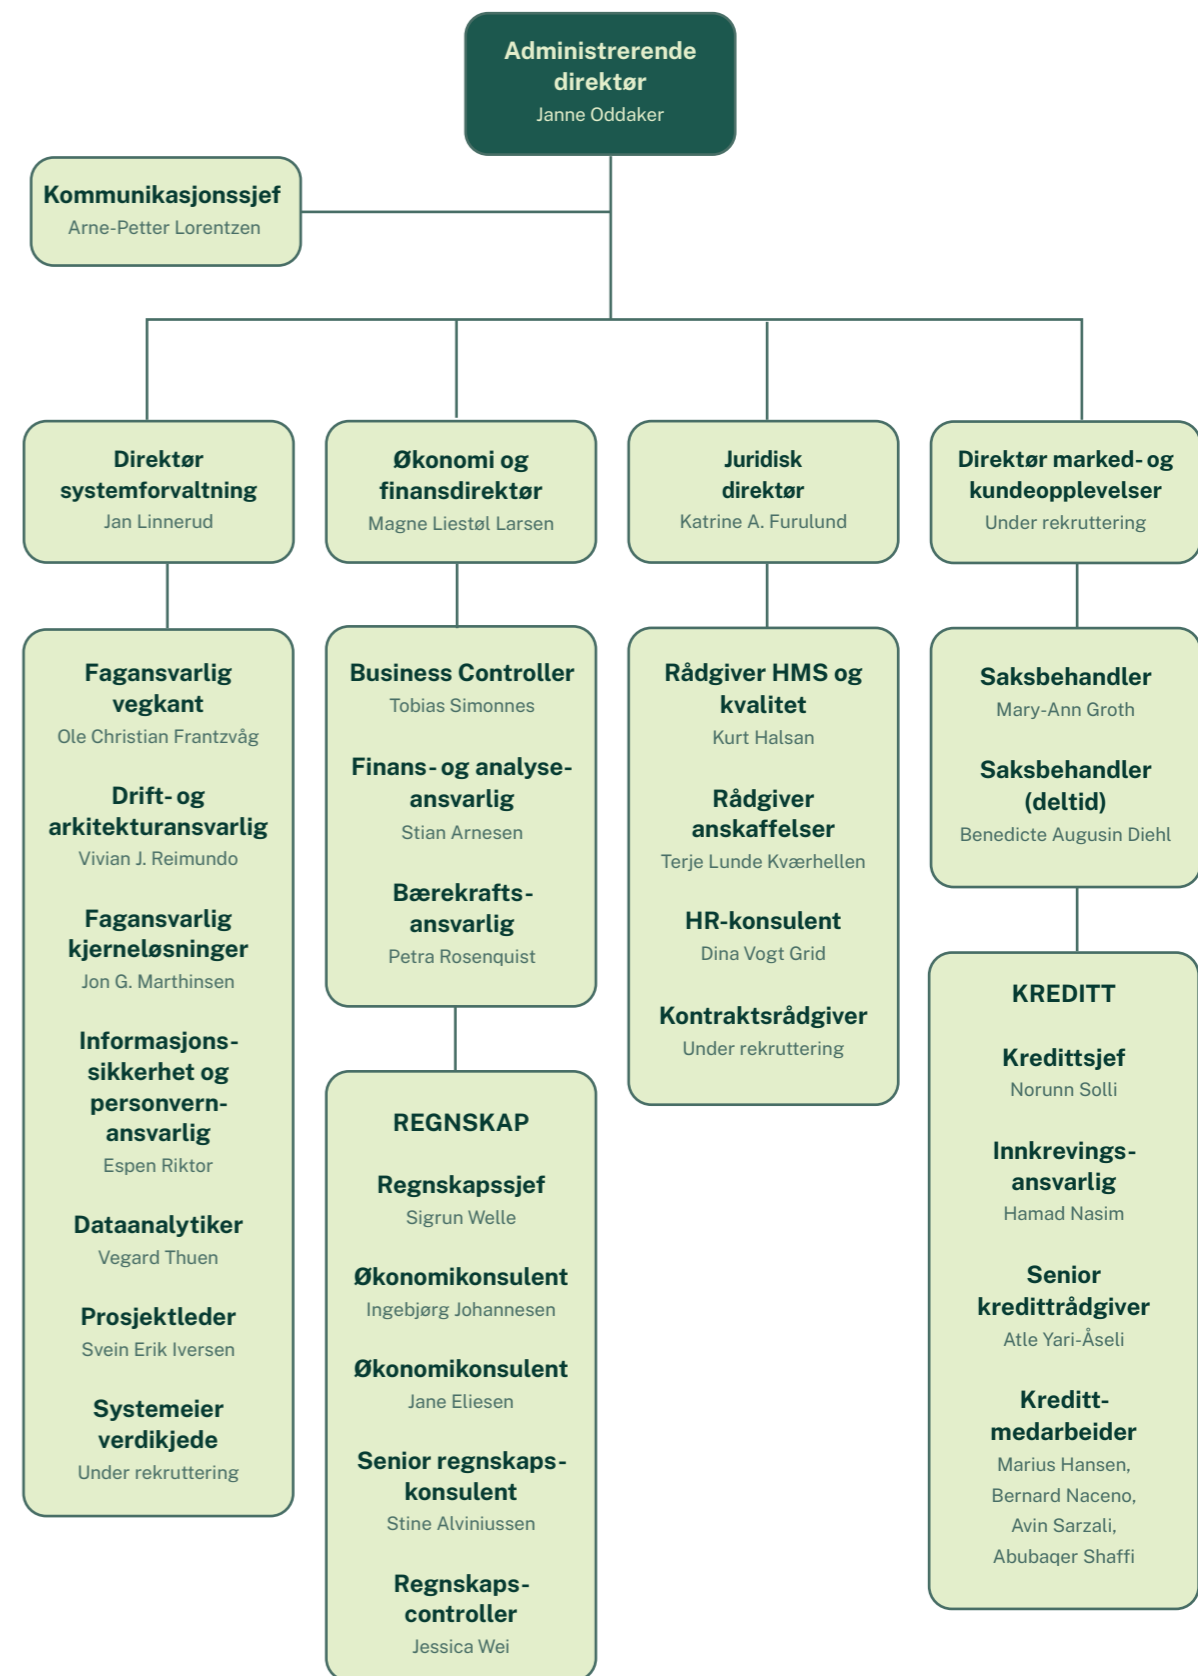 Administrerende
direktør
Janne Oddaker
Kommunikasjonssjef
Arne-Petter Lorentzen
Direktør
systemforvaltning
Jan Linnerud
Økonomi og
finansdirektør
Magne Liestøl Larsen
Juridisk
direktør
Katrine A. Furulund
Direktør marked- og
kundeopplevelser
Under rekruttering
Fagansvarlig
vegkant
Ole Christian Frantzvåg
Drift- og
arkitekturansvarlig
Vivian J. Reimundo
Fagansvarlig
kjerneløsninger
Jon G. Marthinsen
Informasjons-
sikkerhet og
personvern-
ansvarlig
Espen Riktor
Dataanalytiker
Vegard Thuen
Prosjektleder
Svein Erik Iversen
Systemeier
verdikjede
Under rekruttering
Business Controller
Tobias Simonnes
Finans- og analyse-
ansvarlig
Stian Arnesen
Bærekrafts-
ansvarlig
Petra Rosenquist
REGNSKAP
Regnskapssjef
Sigrun Welle
Økonomikonsulent
Ingebjørg Johannesen
Økonomikonsulent
Jane Eliesen
Senior regnskaps-
konsulent
Stine Alviniussen
Regnskaps-
controller
Jessica Wei
Rådgiver HMS og
kvalitet
Kurt Halsan
Rådgiver
anskaffelser
Terje Lunde Kværhellen
HR-konsulent
Dina Vogt Grid
Kontraktsrådgiver
Under rekruttering
Saksbehandler
Mary-Ann Groth
Saksbehandler
(deltid)
Benedicte Augusin Diehl
KREDITT
Kredittsjef
Norunn Solli
Innkrevings-
ansvarlig
Hamad Nasim
Senior
kredittrådgiver
Atle Yari-Åseli
Kreditt-
medarbeider
Marius Hansen,
Bernard Naceno,
Avin Sarzali,
Abubaqer Shaffi